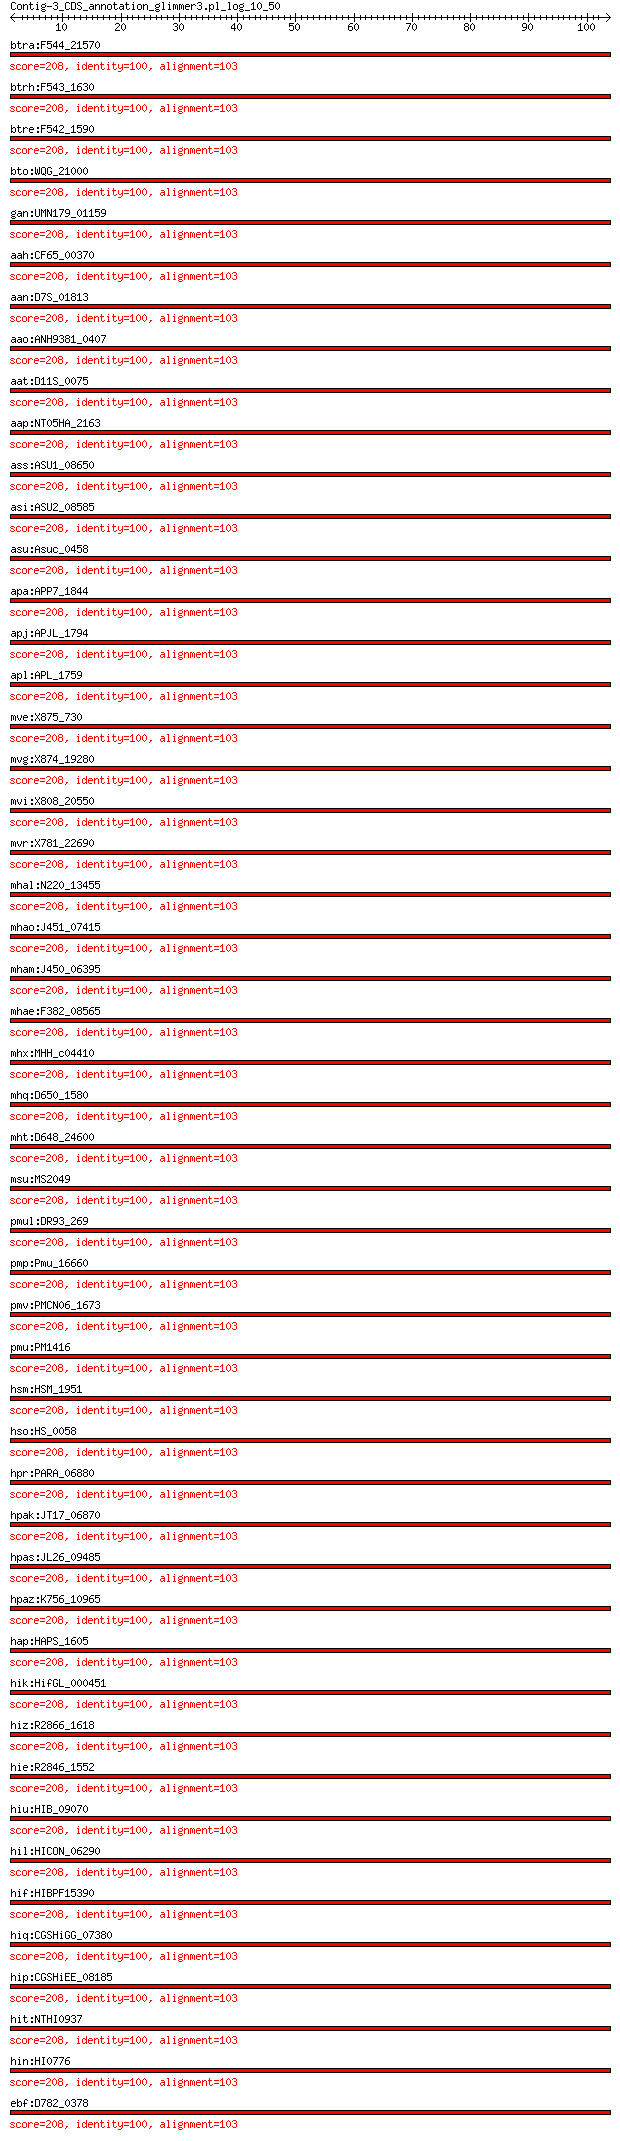 Contig-3_CDS_annotation_glimmer3.pl_log_10_50
10 20 30 40 50 60 70 80 90 100
btra:F544_21570
score=208, identity=100, alignment=103
btrh:F543_1630
score=208, identity=100, alignment=103
btre:F542_1590
score=208, identity=100, alignment=103
bto:WQG_21000
score=208, identity=100, alignment=103
gan:UMN179_01159
score=208, identity=100, alignment=103
aah:CF65_00370
score=208, identity=100, alignment=103
aan:D7S_01813
score=208, identity=100, alignment=103
aao:ANH9381_0407
score=208, identity=100, alignment=103
aat:D11S_0075
score=208, identity=100, alignment=103
aap:NT05HA_2163
score=208, identity=100, alignment=103
ass:ASU1_08650
score=208, identity=100, alignment=103
asi:ASU2_08585
score=208, identity=100, alignment=103
asu:Asuc_0458
score=208, identity=100, alignment=103
apa:APP7_1844
score=208, identity=100, alignment=103
apj:APJL_1794
score=208, identity=100, alignment=103
apl:APL_1759
score=208, identity=100, alignment=103
mve:X875_730
score=208, identity=100, alignment=103
mvg:X874_19280
score=208, identity=100, alignment=103
mvi:X808_20550
score=208, identity=100, alignment=103
mvr:X781_22690
score=208, identity=100, alignment=103
mhal:N220_13455
score=208, identity=100, alignment=103
mhao:J451_07415
score=208, identity=100, alignment=103
mham:J450_06395
score=208, identity=100, alignment=103
mhae:F382_08565
score=208, identity=100, alignment=103
mhx:MHH_c04410
score=208, identity=100, alignment=103
mhq:D650_1580
score=208, identity=100, alignment=103
mht:D648_24600
score=208, identity=100, alignment=103
msu:MS2049
score=208, identity=100, alignment=103
pmul:DR93_269
score=208, identity=100, alignment=103
pmp:Pmu_16660
score=208, identity=100, alignment=103
pmv:PMCN06_1673
score=208, identity=100, alignment=103
pmu:PM1416
score=208, identity=100, alignment=103
hsm:HSM_1951
score=208, identity=100, alignment=103
hso:HS_0058
score=208, identity=100, alignment=103
hpr:PARA_06880
score=208, identity=100, alignment=103
hpak:JT17_06870
score=208, identity=100, alignment=103
hpas:JL26_09485
score=208, identity=100, alignment=103
hpaz:K756_10965
score=208, identity=100, alignment=103
hap:HAPS_1605
score=208, identity=100, alignment=103
hik:HifGL_000451
score=208, identity=100, alignment=103
hiz:R2866_1618
score=208, identity=100, alignment=103
hie:R2846_1552
score=208, identity=100, alignment=103
hiu:HIB_09070
score=208, identity=100, alignment=103
hil:HICON_06290
score=208, identity=100, alignment=103
hif:HIBPF15390
score=208, identity=100, alignment=103
hiq:CGSHiGG_07380
score=208, identity=100, alignment=103
hip:CGSHiEE_08185
score=208, identity=100, alignment=103
hit:NTHI0937
score=208, identity=100, alignment=103
hin:HI0776
score=208, identity=100, alignment=103
ebf:D782_0378
score=208, identity=100, alignment=103